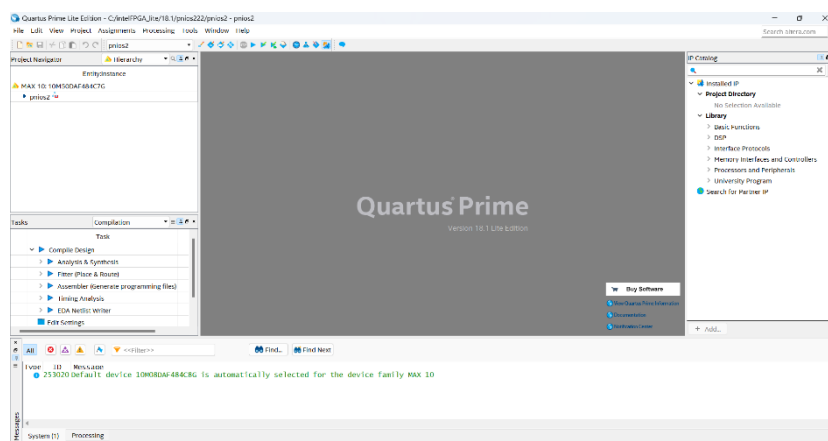 Quartus Prime Lite Edition - C:/intelFPGA_lite/18.1/pnios222/pnios2 - pnios2
File Edit View Project Assignments Processing Tools Window Help
Search altera.com
pnios2
Project Navigator
Hierarchy
Entity:Instance
MAX 10: 10M50DAF484C7G
pnios2
Tasks
Compilation
Task
Compile Design
Analysis & Synthesis
Fitter (Place & Route)
Assembler (Generate programming files)
Timing Analysis
EDA Netlist Writer
Edit Settings
Quartus Prime
Version 18.1 Lite Edition
Buy Software
View Quartus Prime Information
Documentation
Notification Center
IP Catalog
Installed IP
Project Directory
No Selection Available
Library
Basic Functions
DSP
Interface Protocols
Memory Interfaces and Controllers
Processors and Peripherals
University Program
Search for Partner IP
+ Add...
All
<<Filter>>
Find...
Find Next
Type ID Message
253020 Default device 10M08DAF484C8G is automatically selected for the device family MAX 10
Messages
System (1) Processing